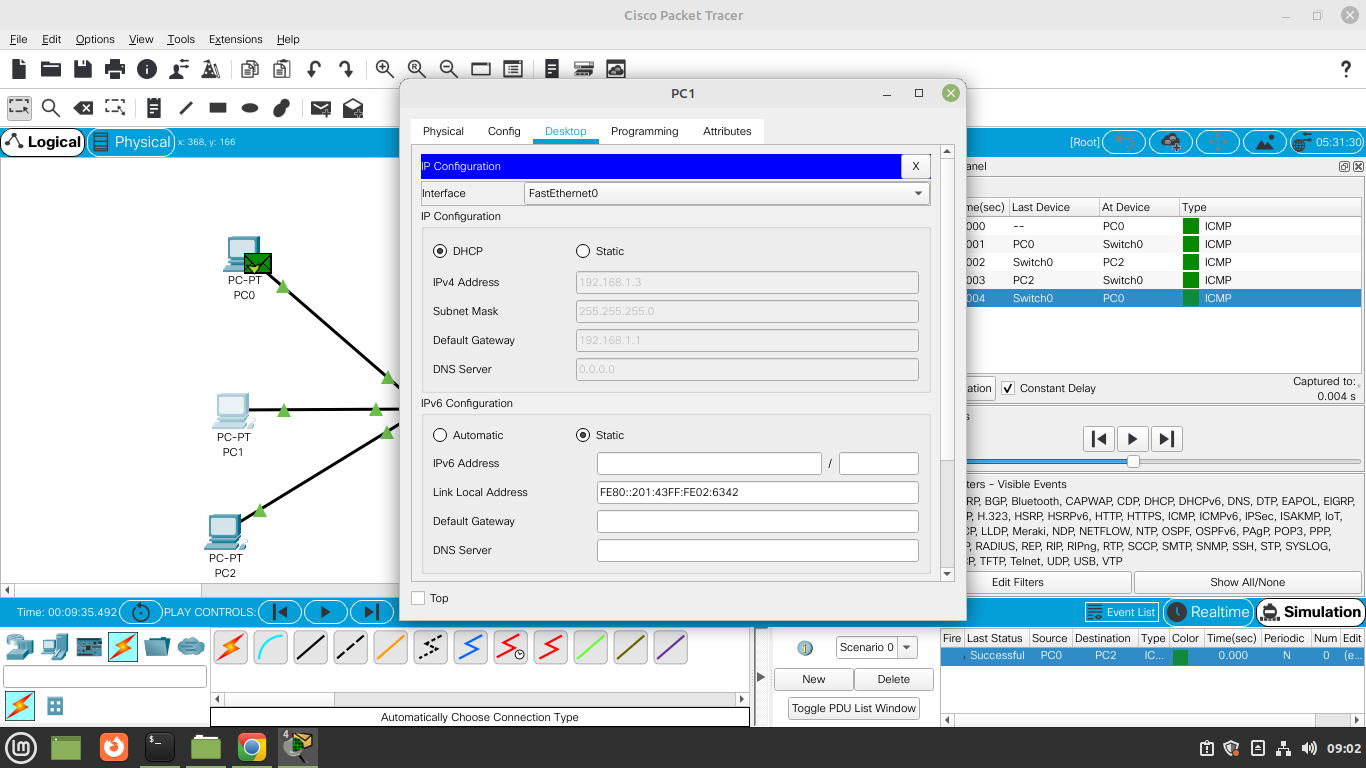 Cisco Packet Tracer
File Edit Options View Tools Extensions Help
PC1
Physical Config Desktop Programming Attributes
Logical Physical x: 368, y: 166
[Root] 05:31:30
IP Configuration X
Interface FastEthernet0
IP Configuration
DHCP Static
IPv4 Address 192.168.1.3
Subnet Mask 255.255.255.0
Default Gateway 192.168.1.1
DNS Server 0.0.0.0
IPv6 Configuration
Automatic Static
IPv6 Address /
Link Local Address FE80::201:43FF:FE02:6342
Default Gateway
DNS Server
Top
PC-PT
PC0
PC-PT
PC1
PC-PT
PC2
anel
me(sec) Last Device At Device Type
000 -- PC0 ICMP
001 PC0 Switch0 ICMP
002 Switch0 PC2 ICMP
003 PC2 Switch0 ICMP
004 Switch0 PC0 ICMP
ation Constant Delay Captured to:
0.004 s
s
ters - Visible Events
RP, BGP, Bluetooth, CAPWAP, CDP, DHCP, DHCPv6, DNS, DTP, EAPOL, EIGRP,
P, H.323, HSRP, HSRPv6, HTTP, HTTPS, ICMP, ICMPv6, IPSec, ISAKMP, IoT,
CP, LLDP, Meraki, NDP, NETFLOW, NTP, OSPF, OSPFv6, PAgP, POP3, PPP,
P, RADIUS, REP, RIP, RIPng, RTP, SCCP, SMTP, SNMP, SSH, STP, SYSLOG,
P, TFTP, Telnet, UDP, USB, VTP
Edit Filters Show All/None
Time: 00:09:35.492 PLAY CONTROLS:
Event List Realtime Simulation
Automatically Choose Connection Type
Scenario 0
New Delete
Toggle PDU List Window
Fire Last Status Source Destination Type Color Time(sec) Periodic Num Edit
Successful PC0 PC2 IC... 0.000 N 0 (e...
4
09:02